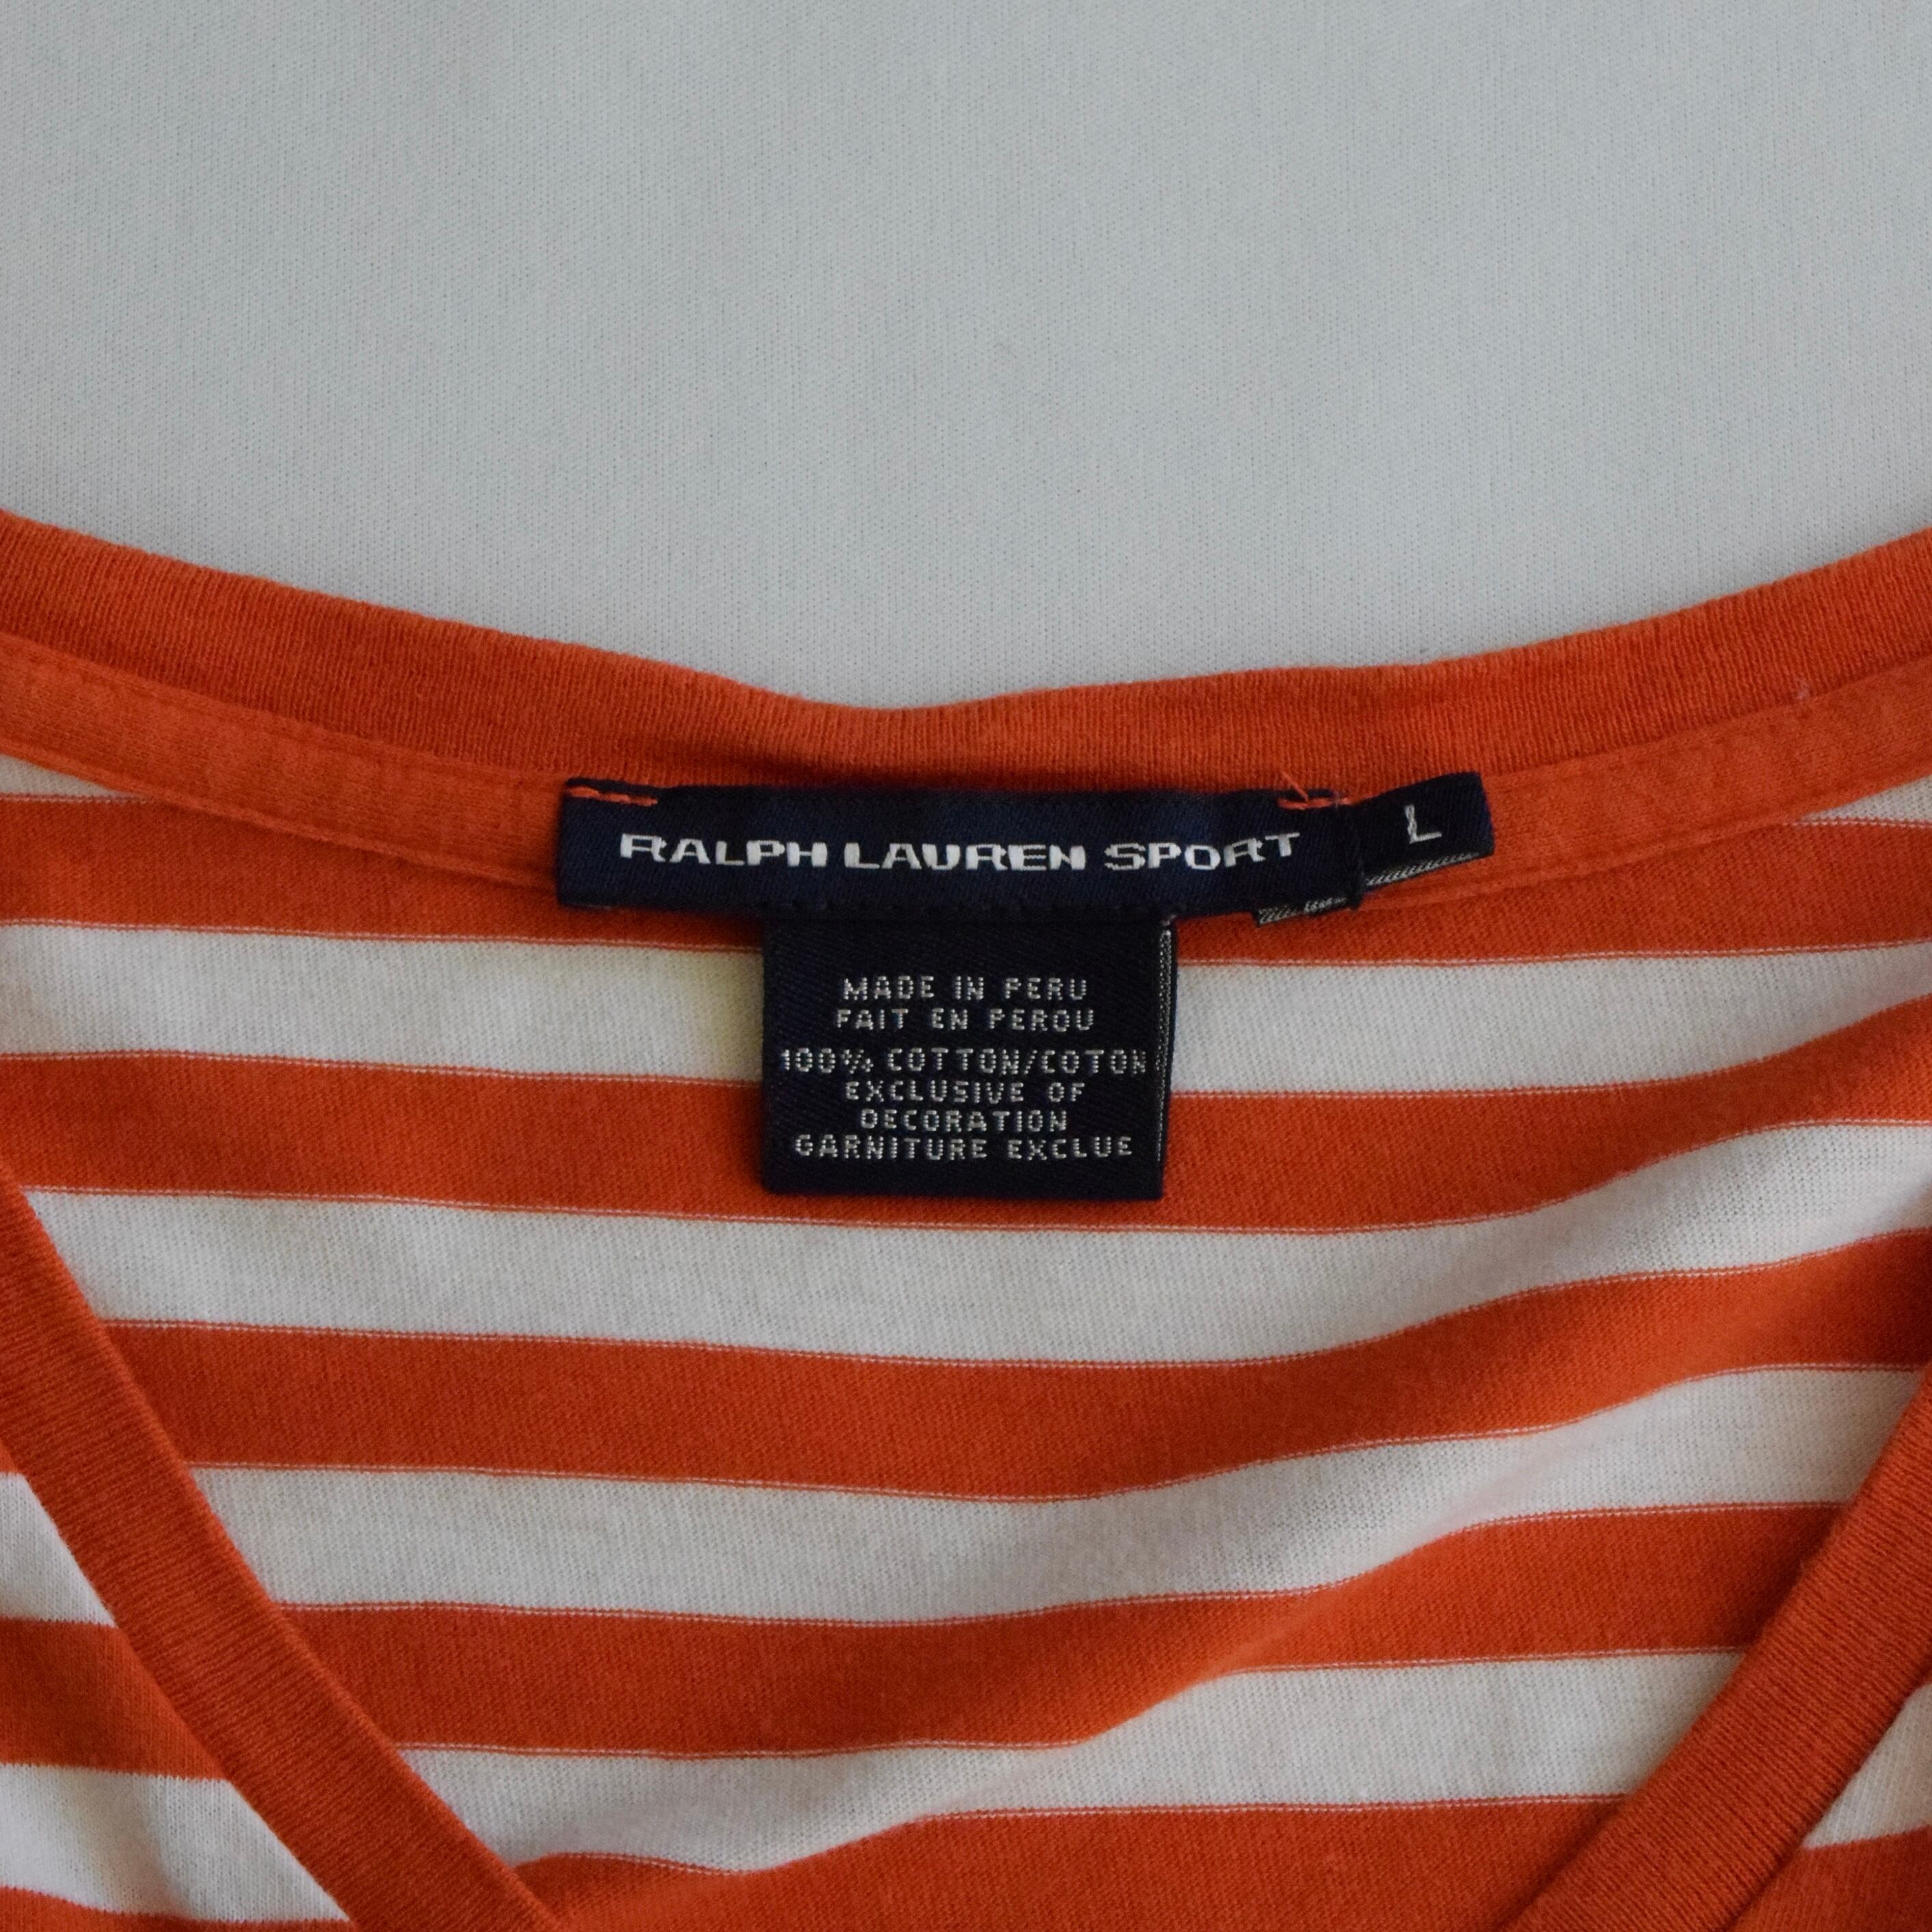 RALPH LAUREN SPORT
L
MADE IN PERU
FAIT EN PEROU
100% COTTON/COTON
EXCLUSIVE OF
DECORATION
GARNITURE EXCLUE